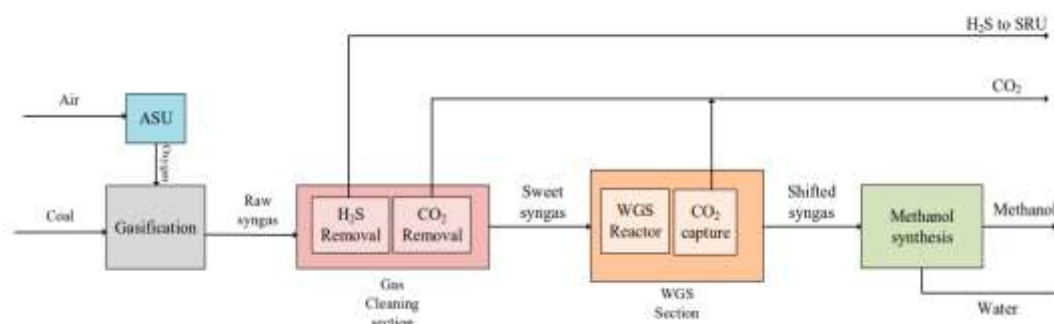 H₂S to SRU
CO₂
Air
ASU
Oxygen
Coal
Gasification
Raw
syngas
H₂S
Removal
CO₂
Removal
Gas
Cleaning
section
Sweet
syngas
WGS
Reactor
CO₂
capture
WGS
Section
Shifted
syngas
Methanol
synthesis
Methanol
Water